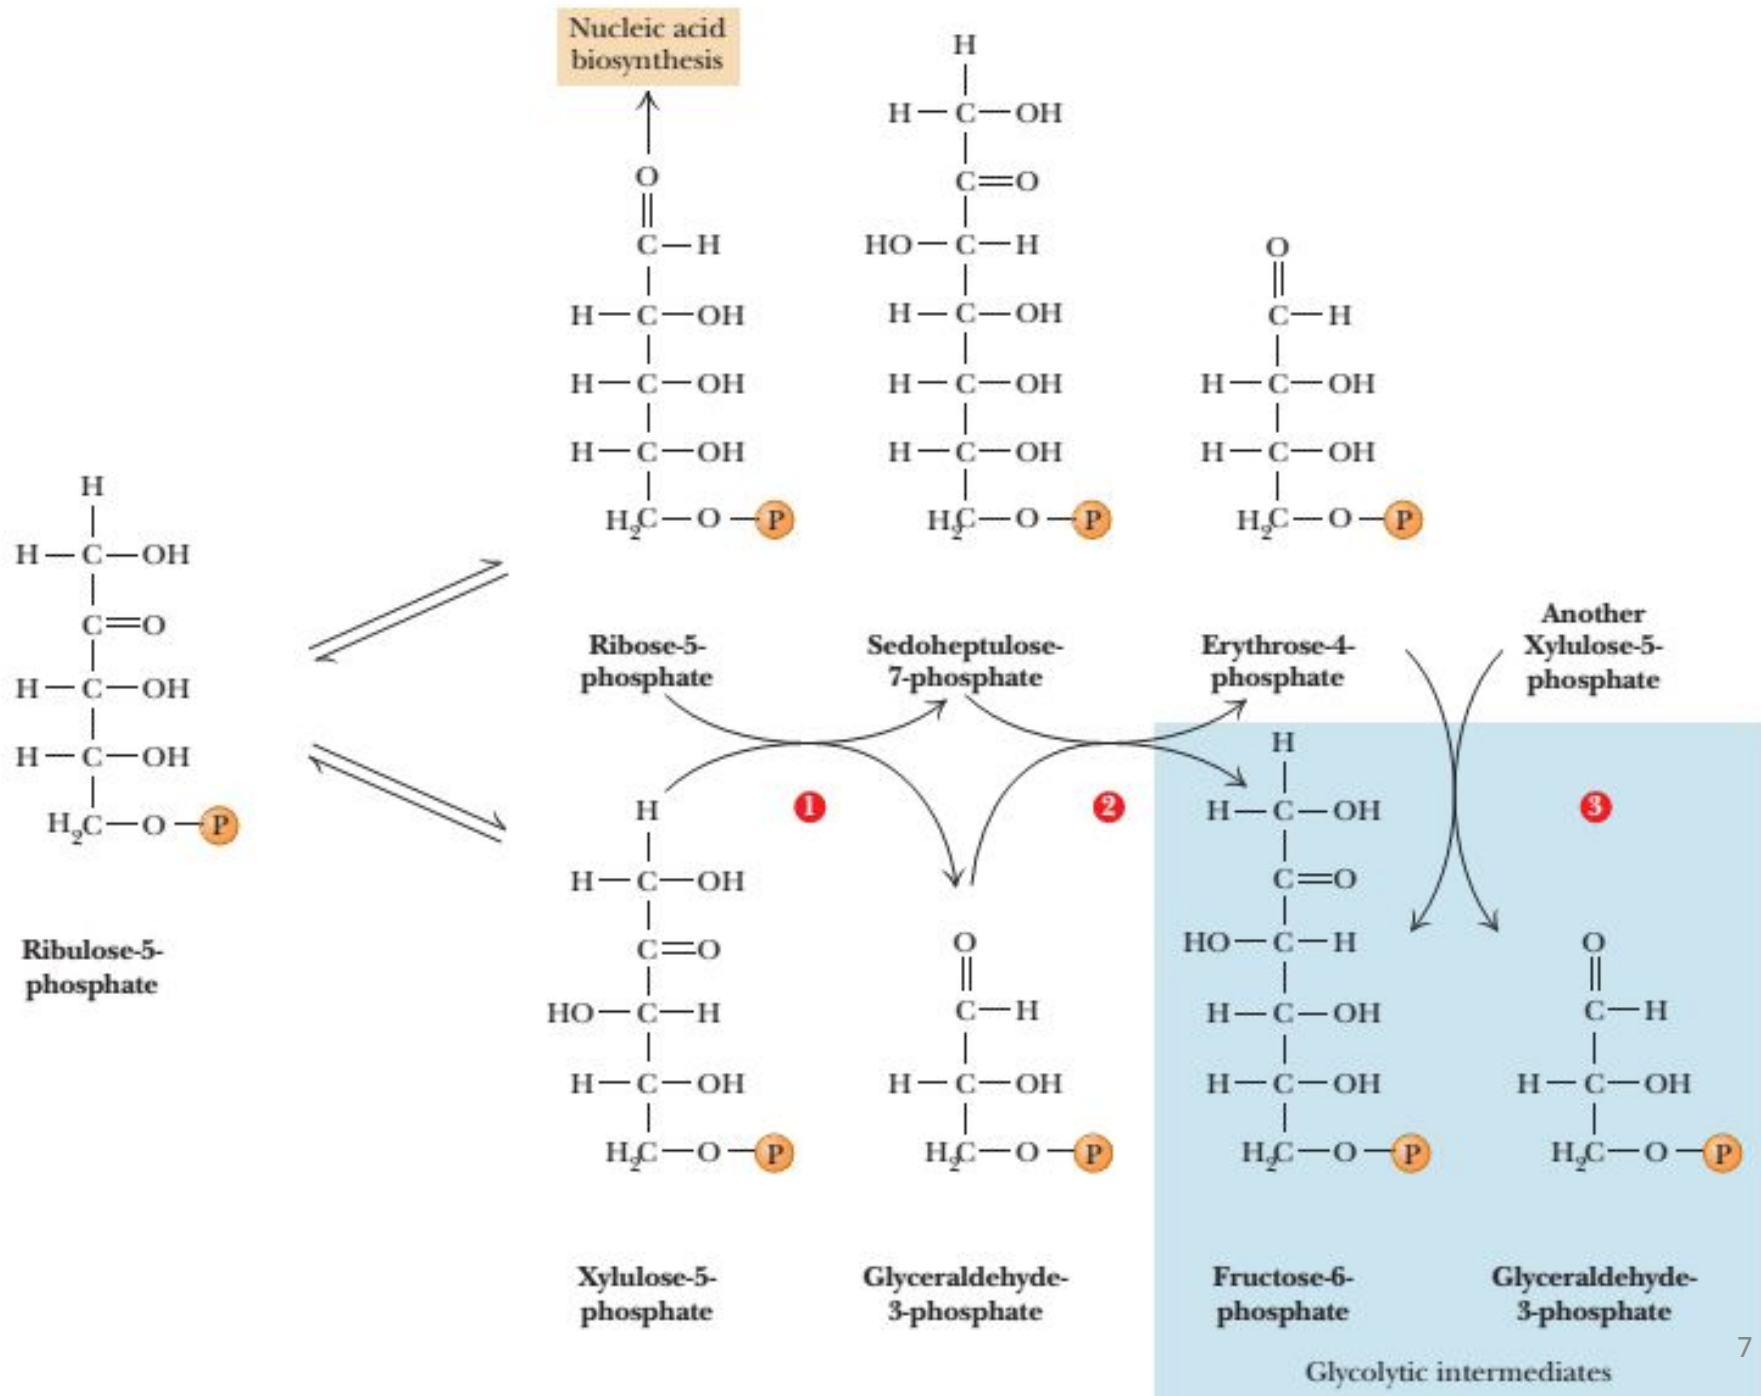 Nucleic acid
biosynthesis
O
C—H
H—C—OH
H—C—OH
H—C—OH
H₂C—O—P
Ribose-5-
phosphate
H
H—C—OH
C=O
HO—C—H
H—C—OH
H—C—OH
H—C—OH
H₂C—O—P
Sedoheptulose-
7-phosphate
O
C—H
H—C—OH
H—C—OH
H₂C—O—P
Erythrose-4-
phosphate
Another
Xylulose-5-
phosphate
H
H—C—OH
C=O
H—C—OH
H—C—OH
H₂C—O—P
Ribulose-5-
phosphate
1
2
3
H
H—C—OH
C=O
HO—C—H
H—C—OH
H₂C—O—P
Xylulose-5-
phosphate
O
C—H
H—C—OH
H₂C—O—P
Glyceraldehyde-
3-phosphate
H
H—C—OH
C=O
HO—C—H
H—C—OH
H—C—OH
H₂C—O—P
Fructose-6-
phosphate
O
C—H
H—C—OH
H₂C—O—P
Glyceraldehyde-
3-phosphate
Glycolytic intermediates
7